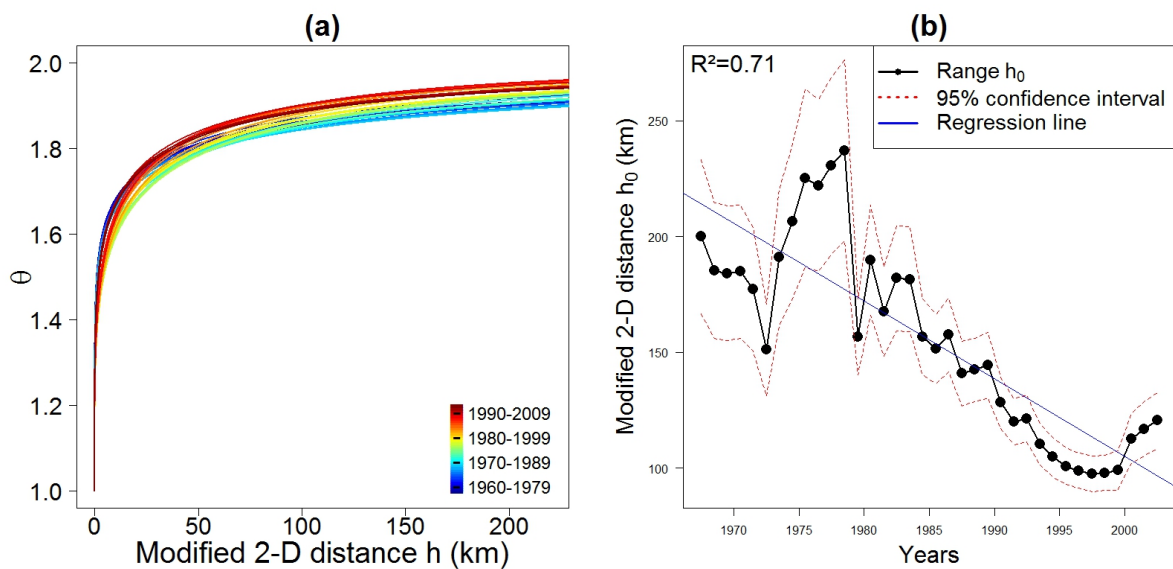 (a)
2.0
1.8
1.6
1.4
1.2
1.0
θ
1990-2009
1980-1999
1970-1989
1960-1979
0 50 100 150 200
Modified 2-D distance h (km)
(b)
R²=0.71
Range h₀
95% confidence interval
Regression line
250
200
150
100
Modified 2-D distance h₀ (km)
1970 1975 1980 1985 1990 1995 2000
Years